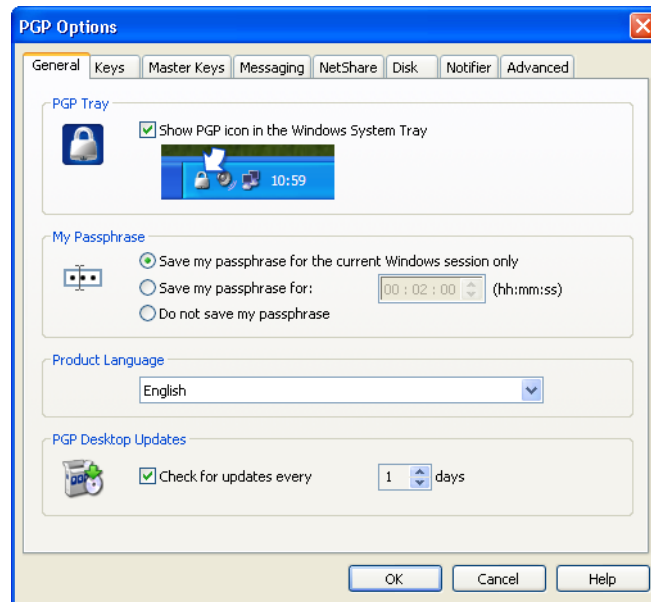 PGP Options
General Keys Master Keys Messaging NetShare Disk Notifier Advanced
PGP Tray
Show PGP icon in the Windows System Tray
10:59
My Passphrase
Save my passphrase for the current Windows session only
Save my passphrase for: 00 : 02 : 00 (hh:mm:ss)
Do not save my passphrase
Product Language
English
PGP Desktop Updates
Check for updates every 1 days
OK Cancel Help